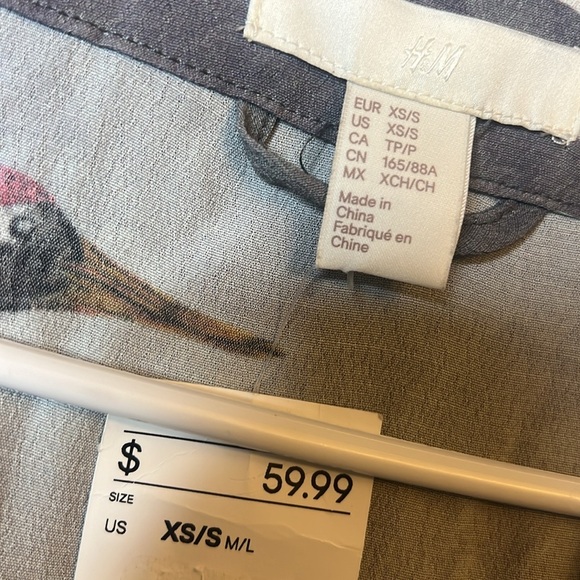 H&M
EUR XS/S
US XS/S
CA TP/P
CN 165/88A
MX XCH/CH
Made in
China
Fabriqué en
Chine
$ 59.99
SIZE
US XS/S M/L